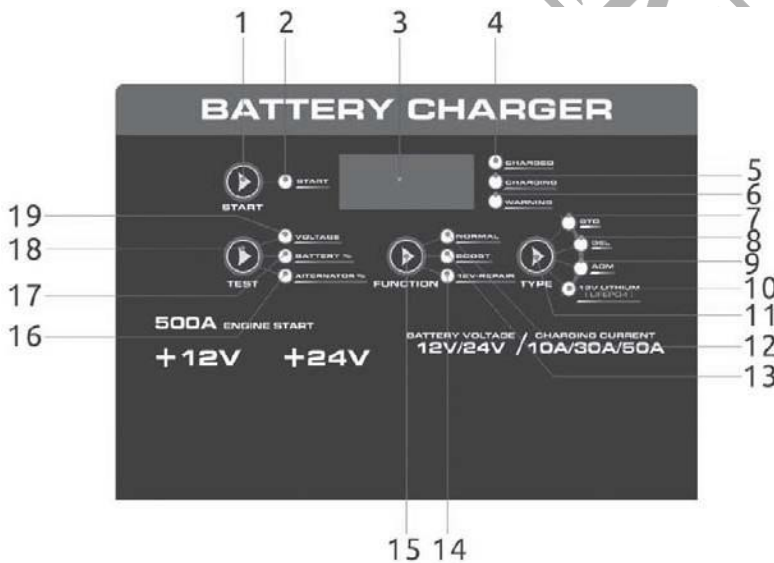 1 2 3 4
BATTERY CHARGER
START
CHARGED
CHARGING
WARNING
5
6
7
8
9
10
11
12
13
START
19
18
17
16
VOLTAGE
BATTERY %
ALTERNATOR %
TEST
NORMAL
BOOST
12V-REPAIR
FUNCTION
STD
GEL
AGM
12V LITHIUM
(LIFEPO4)
TYPE
500A ENGINE START
+12V +24V
BATTERY VOLTAGE / CHARGING CURRENT
12V/24V / 10A/30A/50A
15 14